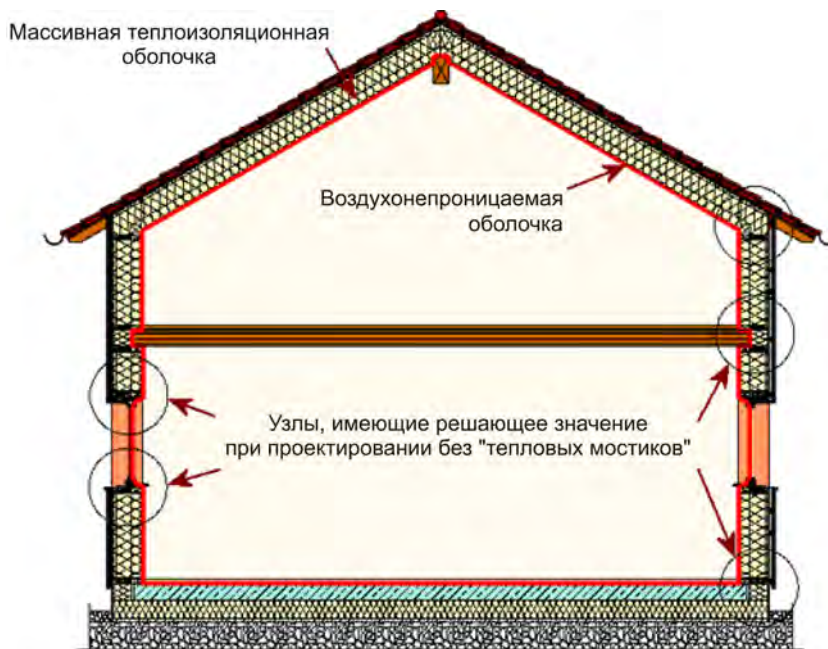 Массивная теплоизоляционная
оболочка
Воздухонепроницаемая
оболочка
Узлы, имеющие решающее значение
при проектировании без "тепловых мостиков"